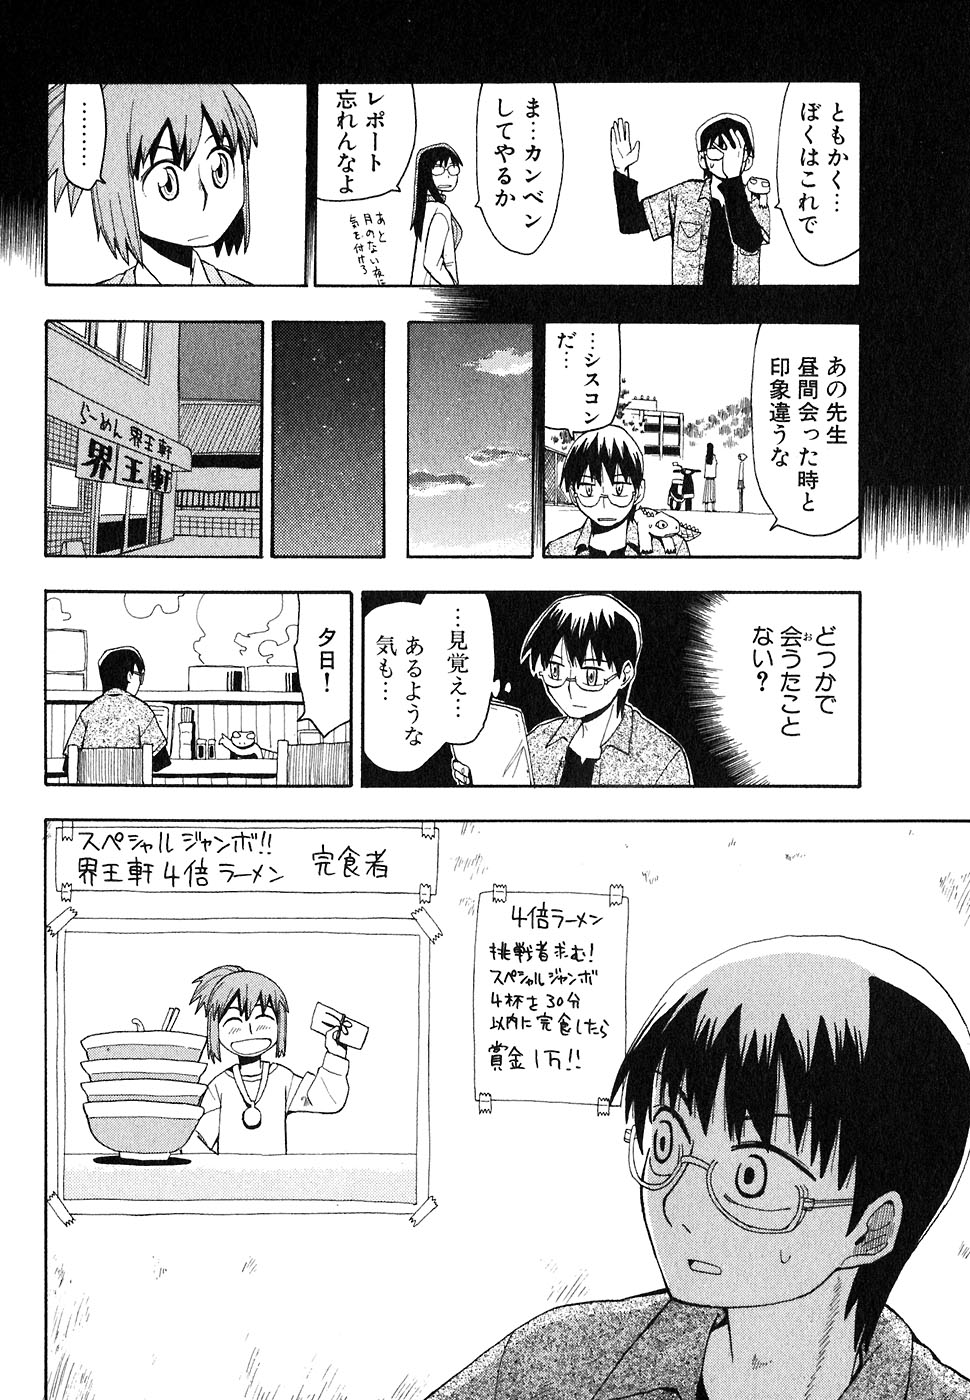 ともかく…
ぼくはこれで
ま…カンベン
してやるか
レポート
忘れんなよ
あと
月のない夜は
気を付けろ
………
あの先生
昼間会った時と
印象違うな
…シスコン
だ…
らーめん 界王軒
界王軒
どっかで
会うたこと
ない?
…見覚え…
あるような
気も…
夕日!
スペシャルジャンボ!!
界王軒4倍ラーメン 完食者
4倍ラーメン
挑戦者求む!
スペシャルジャンボ
4杯を30分
以内に完食したら
賞金1万!!